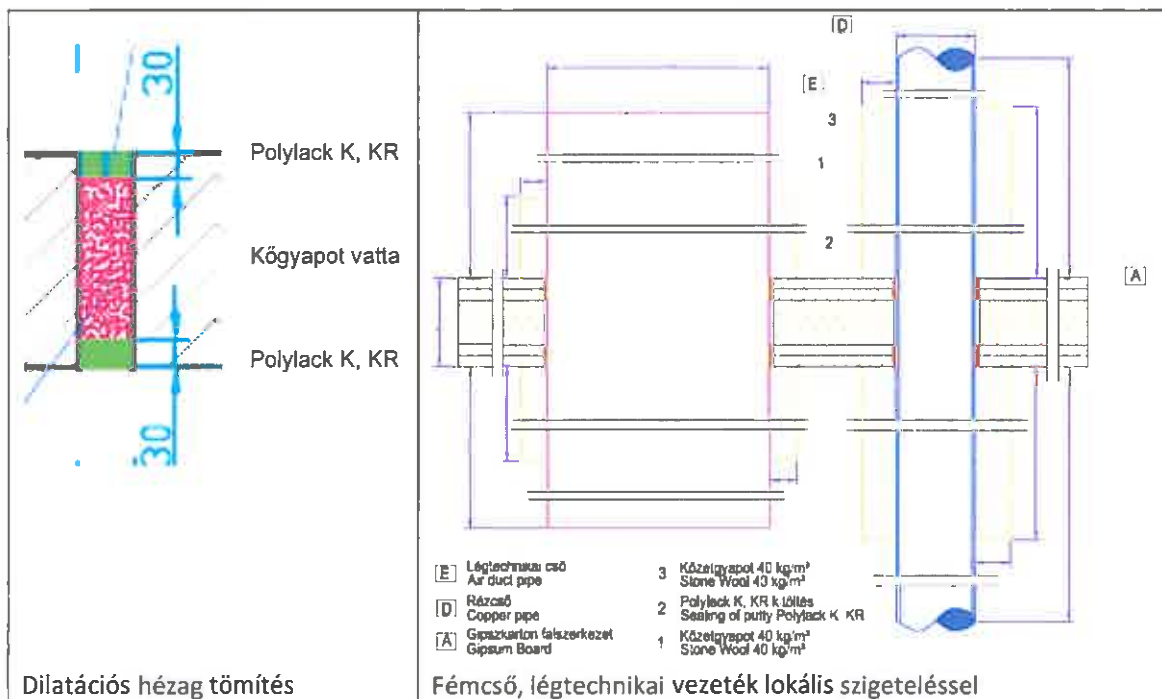 30
Polylack K, KR
Kőgyapot vatta
Polylack K, KR
30
Dilatációs hézag tömítés
D
E
3
1
2
A
E Légtechnikai cső
Air duct pipe
D Rézcső
Copper pipe
A Gipszkarton falszerkezet
Gipsum Board
3 Kőzetgyapot 40 kg/m³
Stone Wool 40 kg/m³
2 Polylack K, KR kitöltés
Sealing of putty Polylack K, KR
1 Kőzetgyapot 40 kg/m³
Stone Wool 40 kg/m³
Fémcső, légtechnikai vezeték lokális szigeteléssel